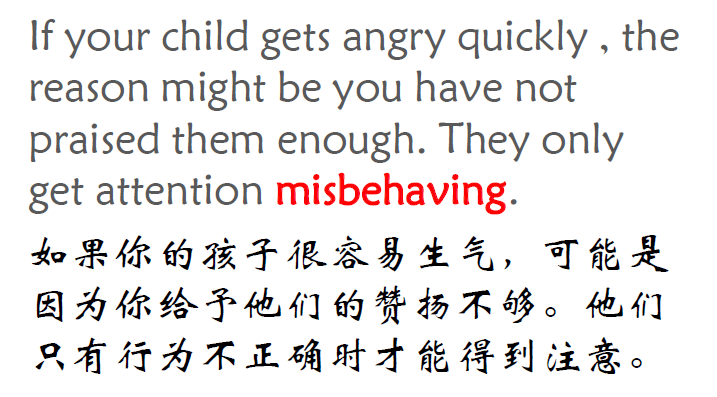 If your child gets angry quickly , the
reason might be you have not
praised them enough. They only
get attention misbehaving.
如果你的孩子很容易生气，可能是
因为你给予他们的赞扬不够。他们
只有行为不正确时才能得到注意。